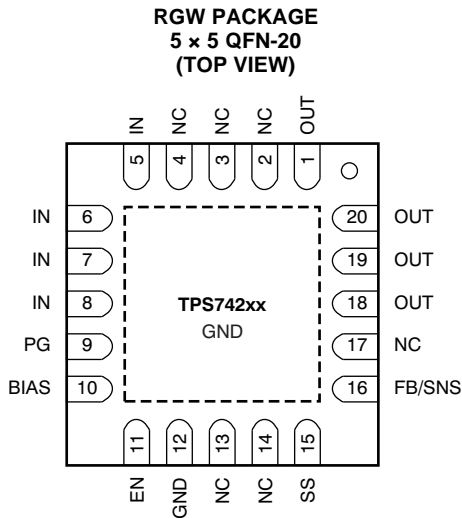 RGW PACKAGE
5 × 5 QFN-20
(TOP VIEW)
IN
NC
NC
NC
OUT
5
4
3
2
1
IN 6
20 OUT
IN 7
19 OUT
IN 8
18 OUT
PG 9
17 NC
BIAS 10
16 FB/SNS
TPS742xx
GND
11
12
13
14
15
EN
GND
NC
NC
SS